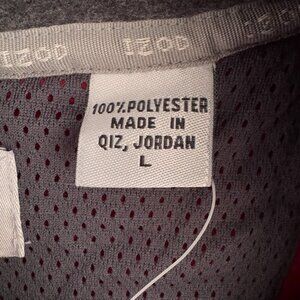 IZOD IZOD
100% POLYESTER
MADE IN
QIZ, JORDAN
L